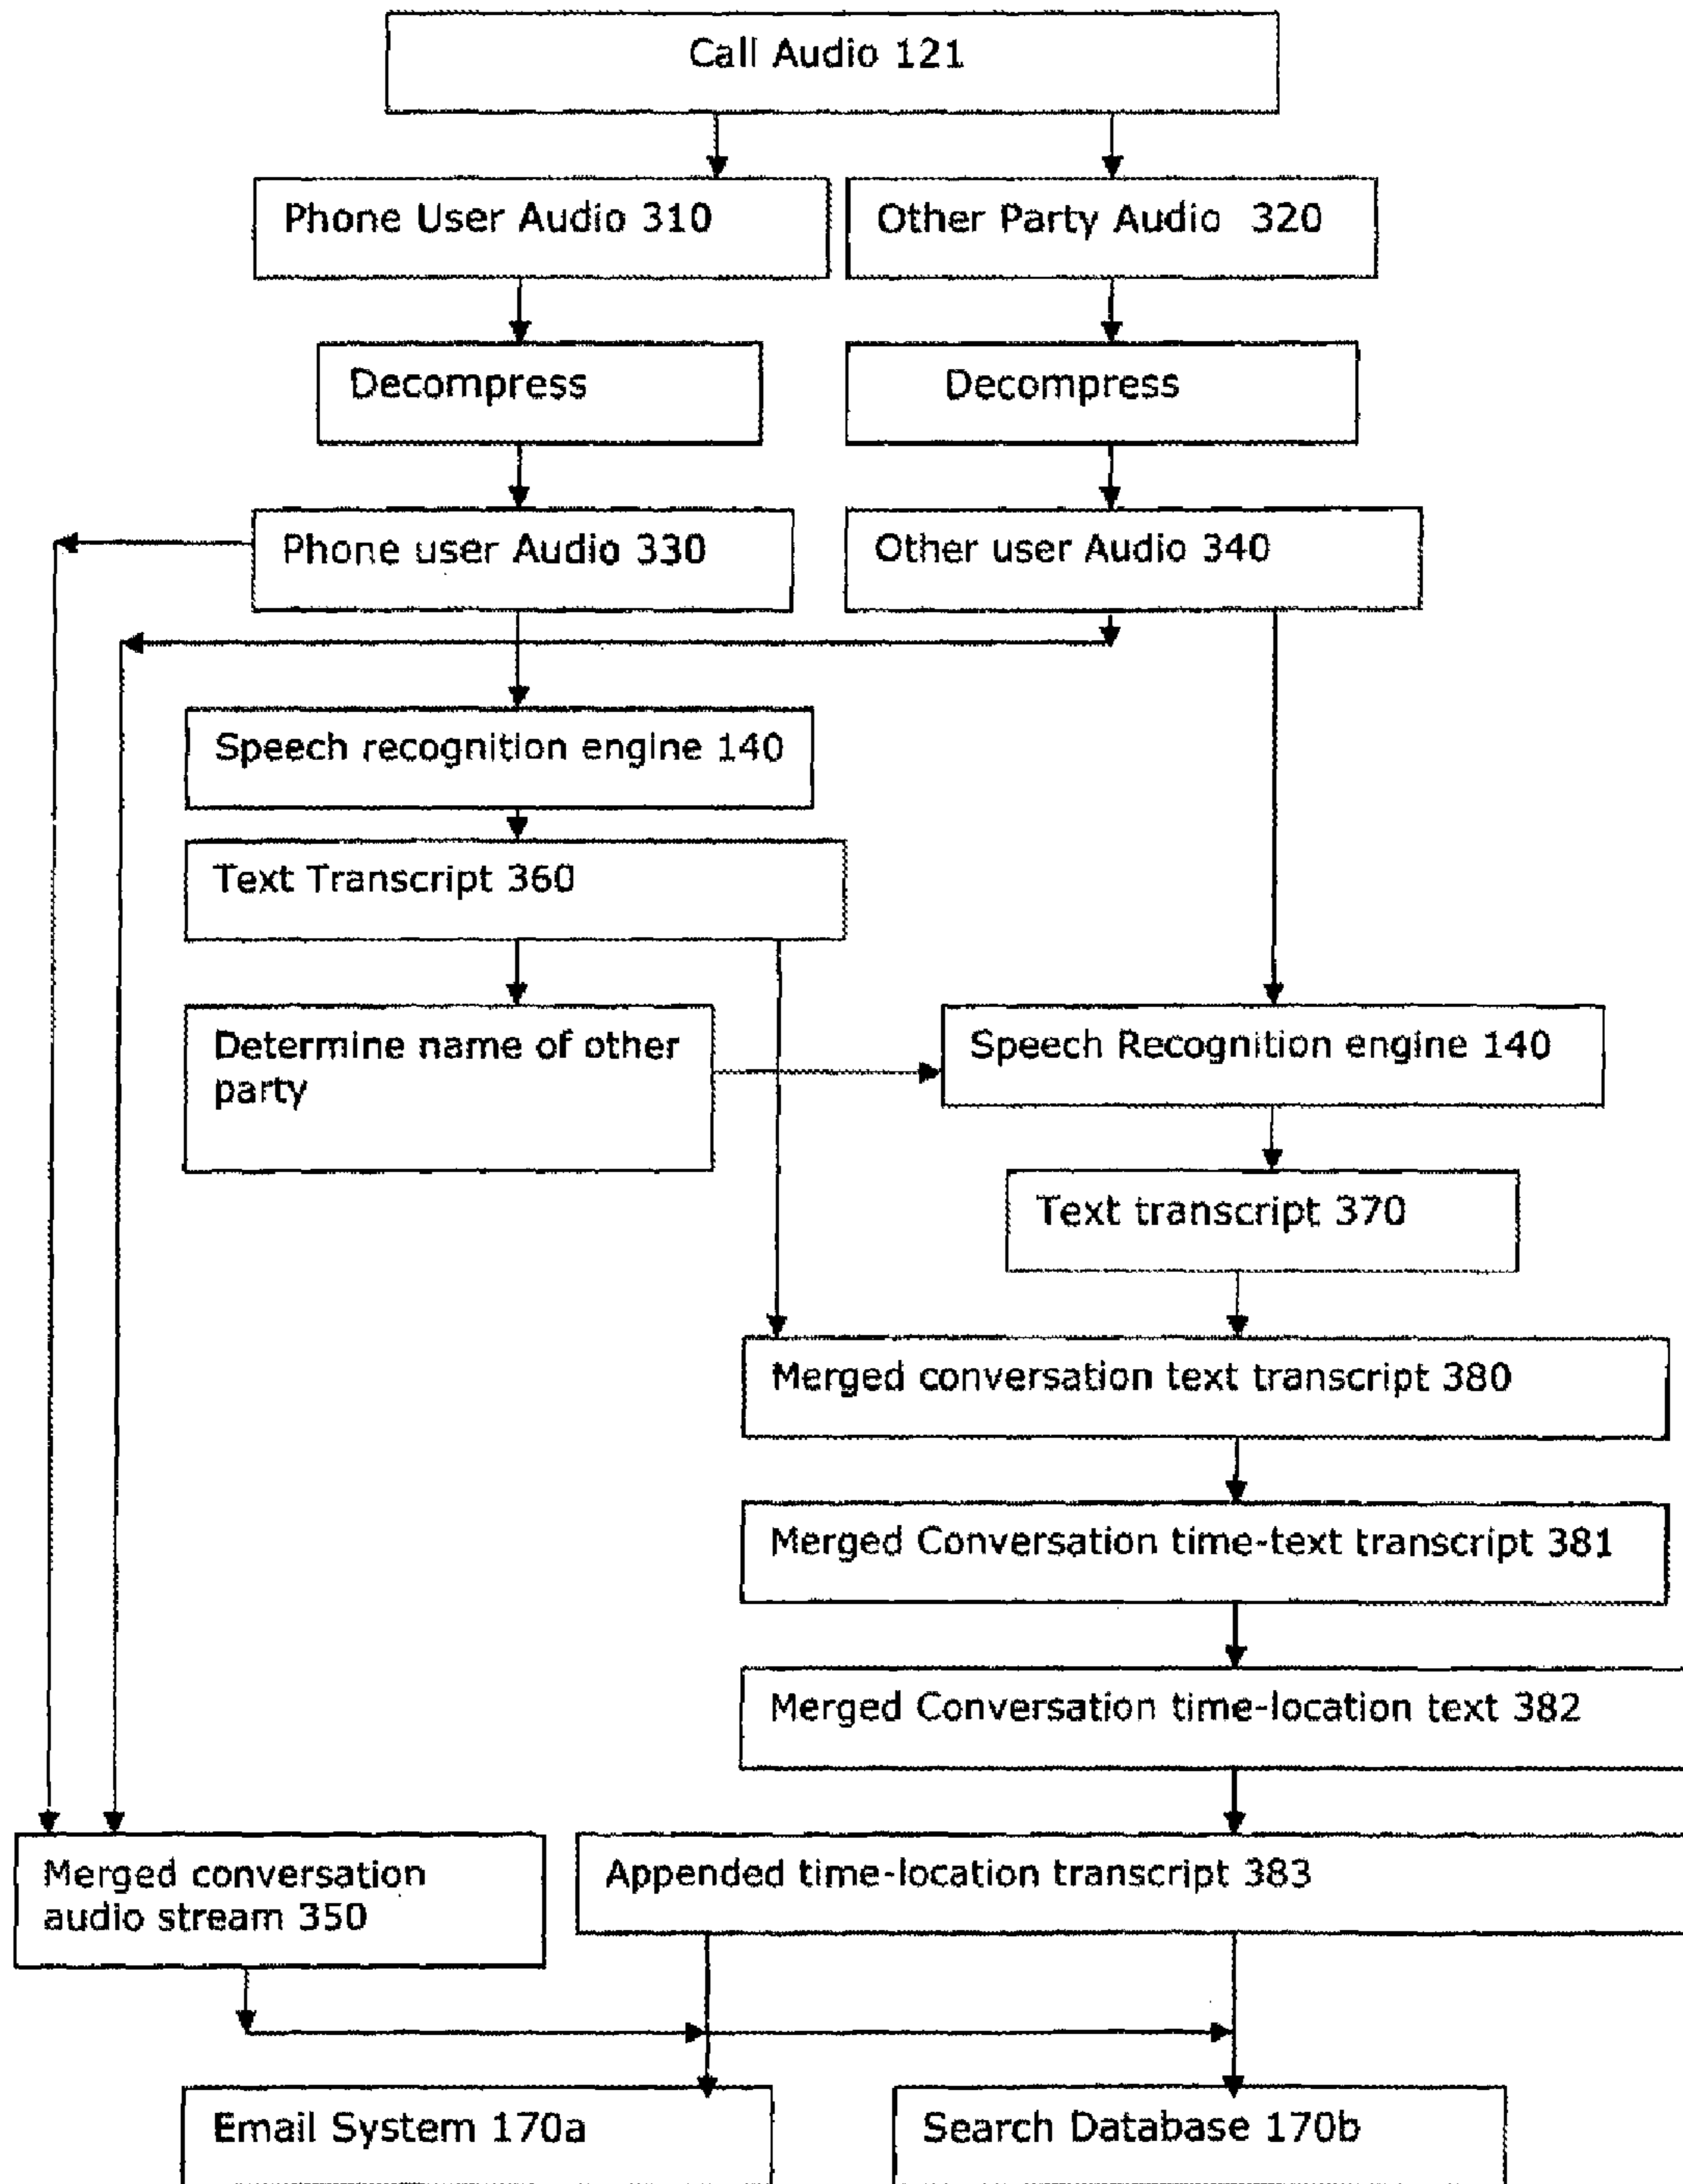 Call Audio 121
Phone User Audio 310
Other Party Audio 320
Decompress
Decompress
Phone user Audio 330
Other user Audio 340
Speech recognition engine 140
Text Transcript 360
Determine name of other
party
Speech Recognition engine 140
Text transcript 370
Merged conversation text transcript 380
Merged Conversation time-text transcript 381
Merged Conversation time-location text 382
Merged conversation
audio stream 350
Appended time-location transcript 383
Email System 170a
Search Database 170b